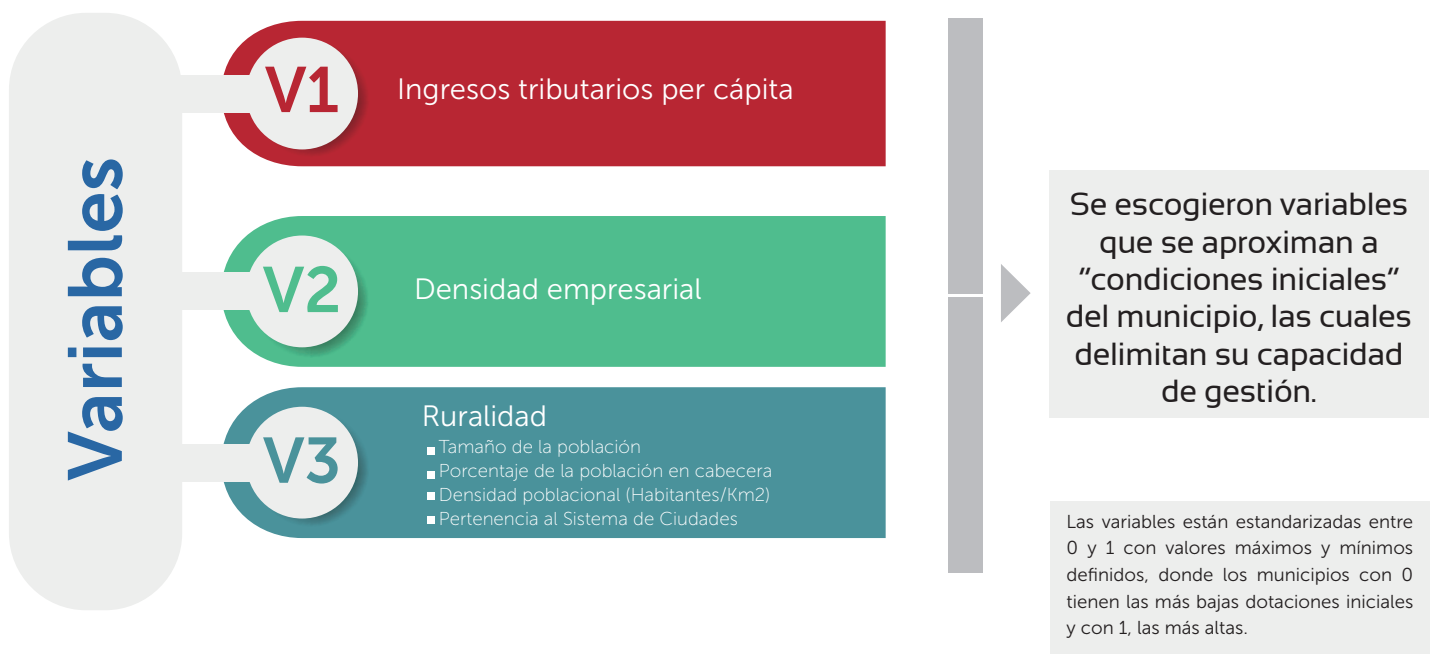 Variables
V1
Ingresos tributarios per cápita
V2
Densidad empresarial
V3
Ruralidad
Tamaño de la población
Porcentaje de la población en cabecera
Densidad poblacional (Habitantes/Km2)
Pertenencia al Sistema de Ciudades
Se escogieron variables
que se aproximan a
“condiciones iniciales”
del municipio, las cuales
delimitan su capacidad
de gestión.
Las variables están estandarizadas entre
0 y 1 con valores máximos y mínimos
definidos, donde los municipios con 0
tienen las más bajas dotaciones iniciales
y con 1, las más altas.